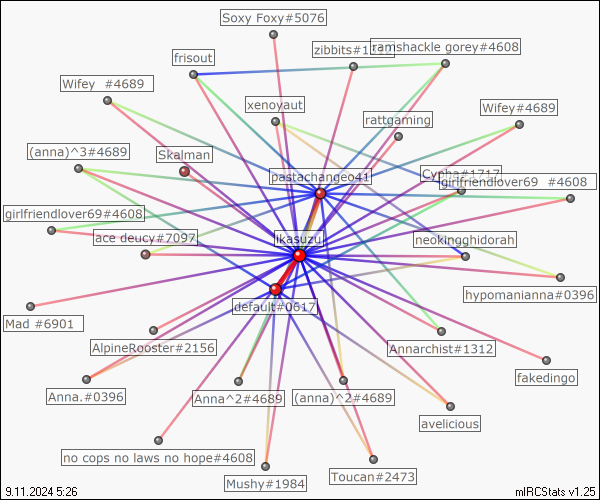 Soxy Foxy#5076
zibbits#1312
ramshackle gorey#4608
frisout
Wifey #4689
xenoyaut
rattgaming
Wifey#4689
(anna)^3#4689
Skalman
pastachangeo41
Cypha#1717
girlfriendlover69 #4608
girlfriendlover69#4608
ace deucy#7097
ikasuzu
neokingghidorah
hypomanianna#0396
default#0617
Mad #6901
AlpineRooster#2156
Annarchist#1312
fakedingo
Anna.#0396
Anna^2#4689
(anna)^2#4689
avelicious
no cops no laws no hope#4608
Mushy#1984
Toucan#2473
9.11.2024 5:26
mIRCStats v1.25